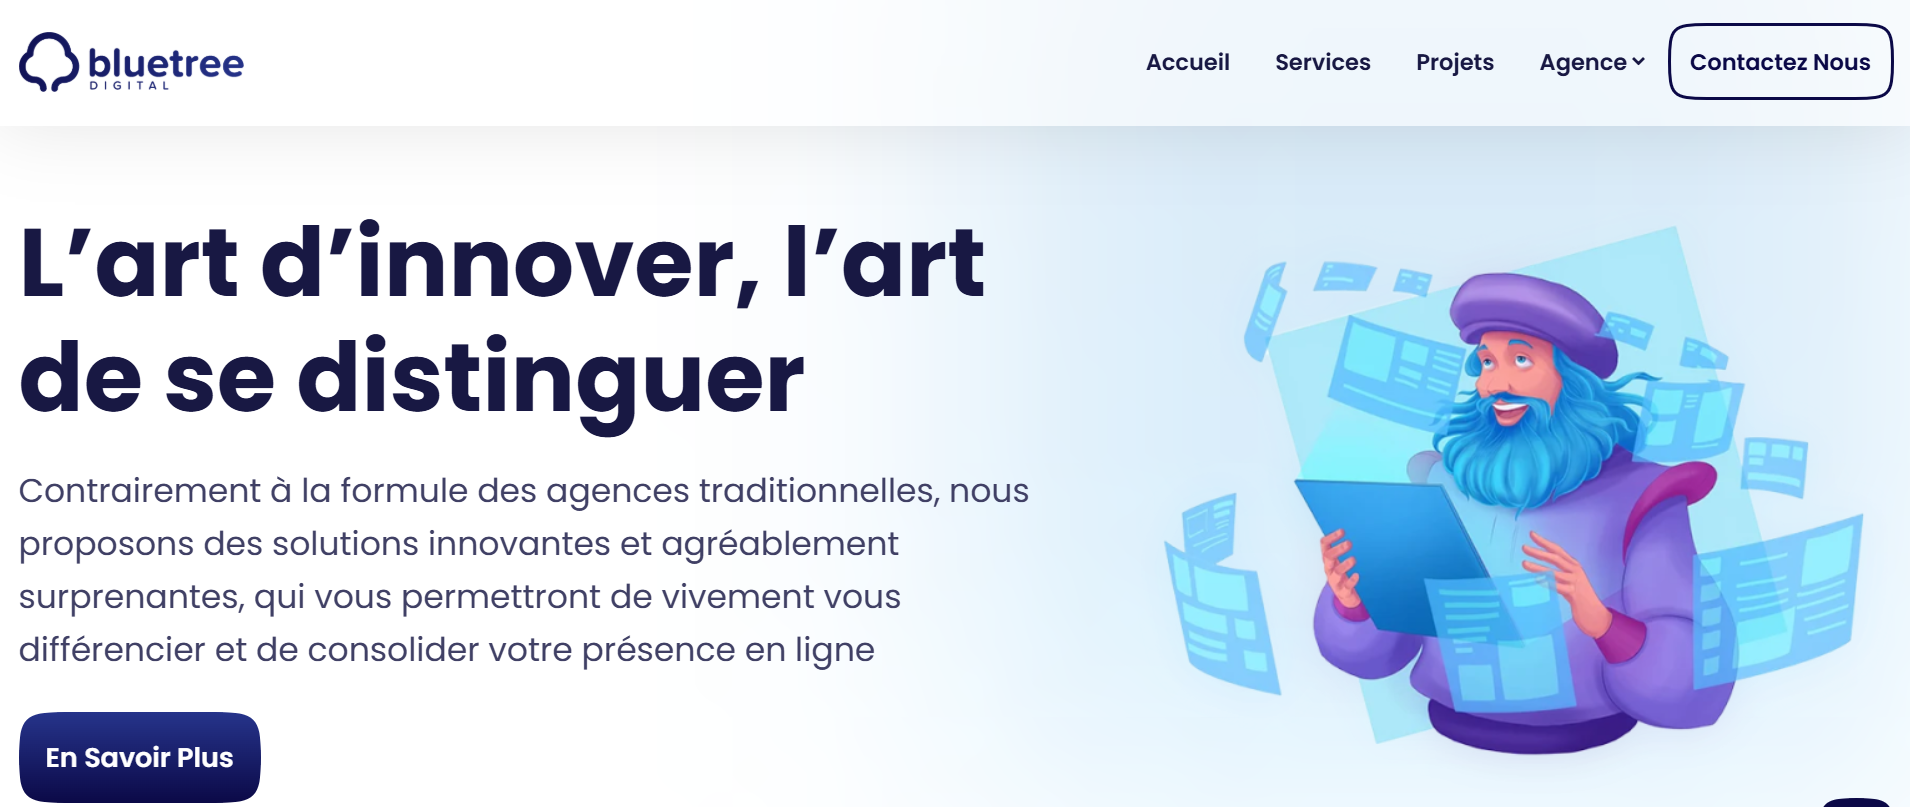 bluetree
DIGITAL
Accueil
Services
Projets
Agence
Contactez Nous
L’art d’innover, l’art
de se distinguer
Contrairement à la formule des agences traditionnelles, nous
proposons des solutions innovantes et agréablement
surprenantes, qui vous permettront de vivement vous
différencier et de consolider votre présence en ligne
En Savoir Plus